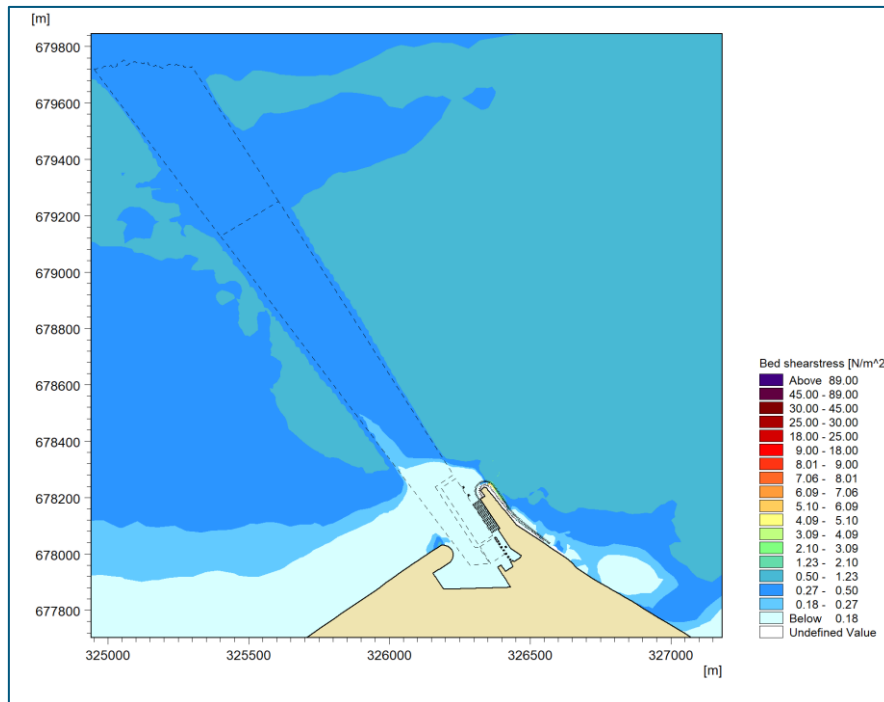 [m]
679800
679600
679400
679200
679000
678800
678600
678400
678200
678000
677800
325000 325500 326000 326500 327000
[m]
Bed shearstress [N/m^2
Above 89.00
45.00 - 89.00
30.00 - 45.00
25.00 - 30.00
18.00 - 25.00
9.00 - 18.00
8.01 - 9.00
7.06 - 8.01
6.09 - 7.06
5.10 - 6.09
4.09 - 5.10
3.09 - 4.09
2.10 - 3.09
1.23 - 2.10
0.50 - 1.23
0.27 - 0.50
0.18 - 0.27
Below 0.18
Undefined Value